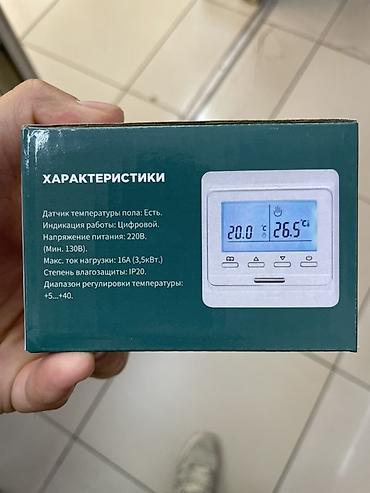 ХАРАКТЕРИСТИКИ
Датчик температуры пола: Есть.
Индикация работы: Цифровой.
Напряжение питания: 220В.
(Мин. 130В).
Макс. ток нагрузки: 16А (3,5кВт,)
Степень влагозащиты: IP20.
Диапазон регулировки температуры:
+5...+40.
20.0 °C 26.5 °C